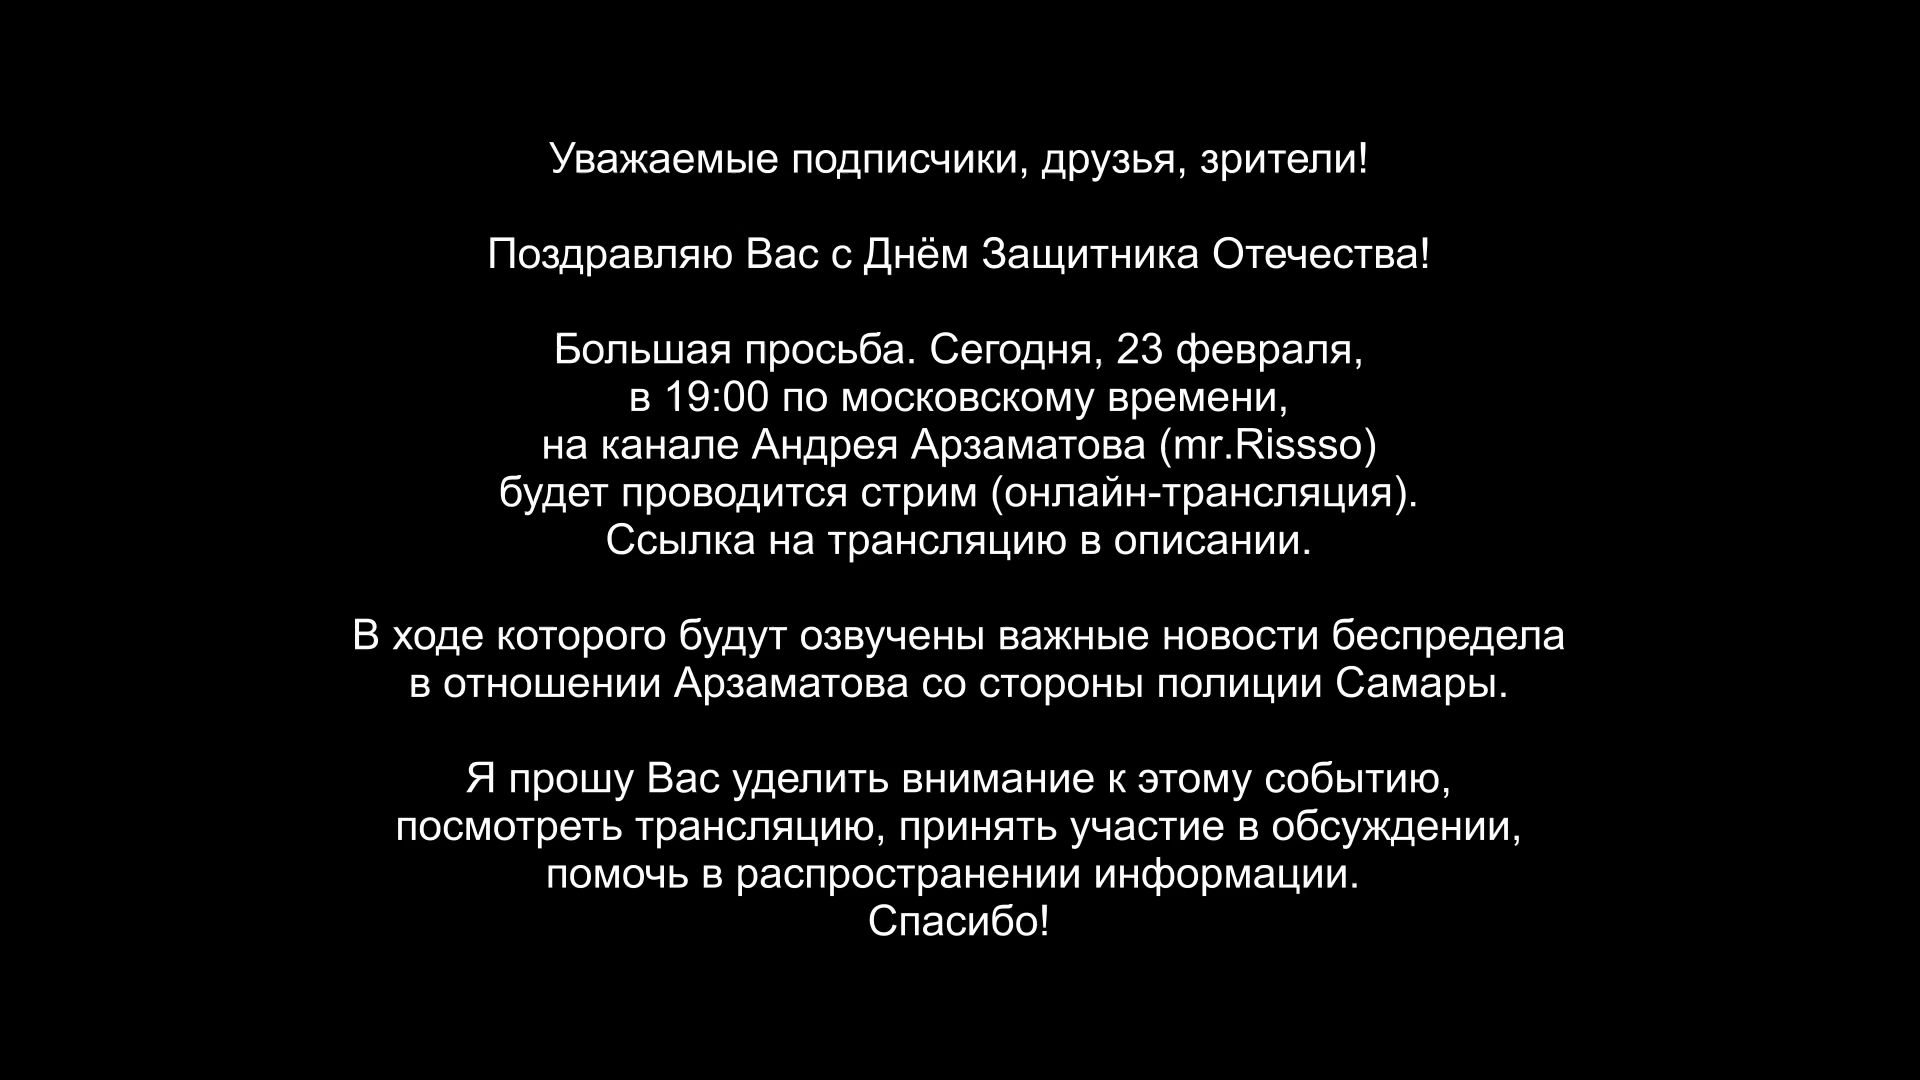 Уважаемые подписчики, друзья, зрители!
Поздравляю Вас с Днём Защитника Отечества!
Большая просьба. Сегодня, 23 февраля,
в 19:00 по московскому времени,
на канале Андрея Арзаматова (mr.Rissso)
будет проводится стрим (онлайн-трансляция).
Ссылка на трансляцию в описании.
В ходе которого будут озвучены важные новости беспредела
в отношении Арзаматова со стороны полиции Самары.
Я прошу Вас уделить внимание к этому событию,
посмотреть трансляцию, принять участие в обсуждении,
помочь в распространении информации.
Спасибо!